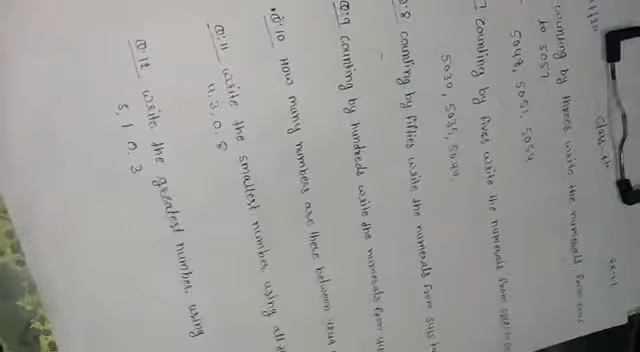 Class-4th
counting by threes write the numerals from
to 5057
5048, 5051, 5054
counting by fives write the numerals from
5030, 5035, 5040
:8 counting by fifties write the numerals from
Q:9 counting by hundreds write the numerals from
Q:10 How many numbers are there between
Q:11 write the smallest number using all
4, 3, 0, 8
Q:12 write the greatest number using
5, 1, 0, 3